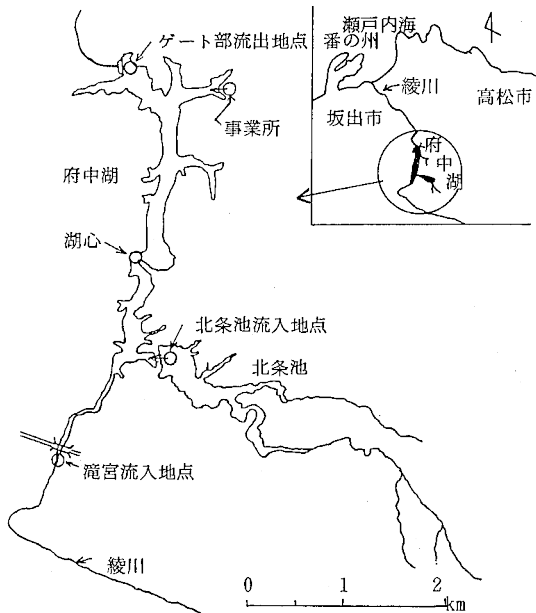 ゲート部流出地点
事業所
府中湖
湖心
北条池流入地点
北条池
滝宮流入地点
綾川
0 1 2
km
瀬戸内海
番の州
綾川
高松市
坂出市
府
中
湖